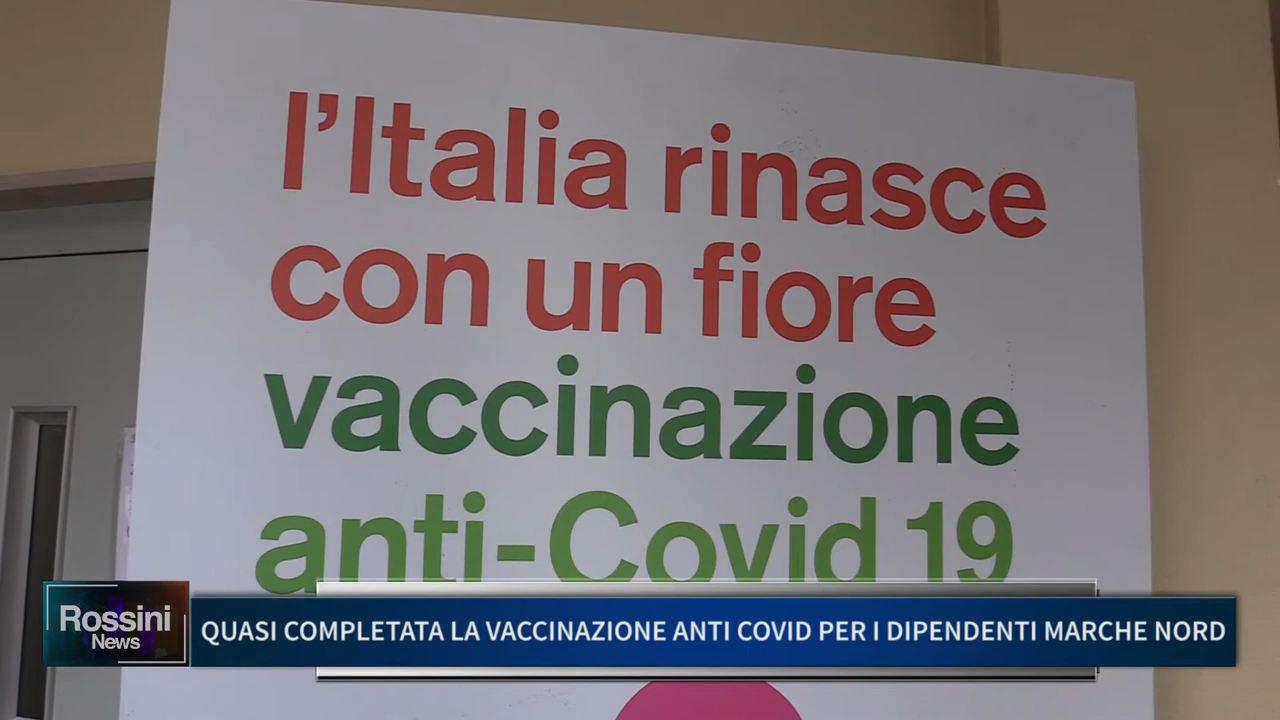 l'Italia rinasce
con un fiore
vaccinazione
anti-Covid 19
Rossini
News
QUASI COMPLETATA LA VACCINAZIONE ANTI COVID PER I DIPENDENTI MARCHE NORD